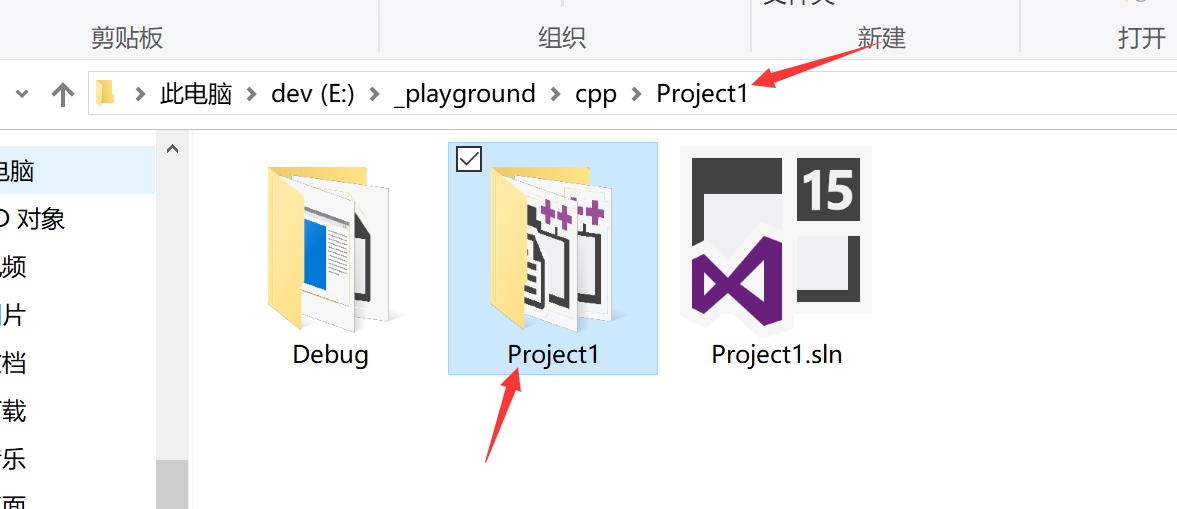 剪贴板 组织 新建 打开
此电脑 dev (E:) _playground cpp Project1
电脑
D 对象
频
片
档
载
乐
面
15
Debug Project1 Project1.sln